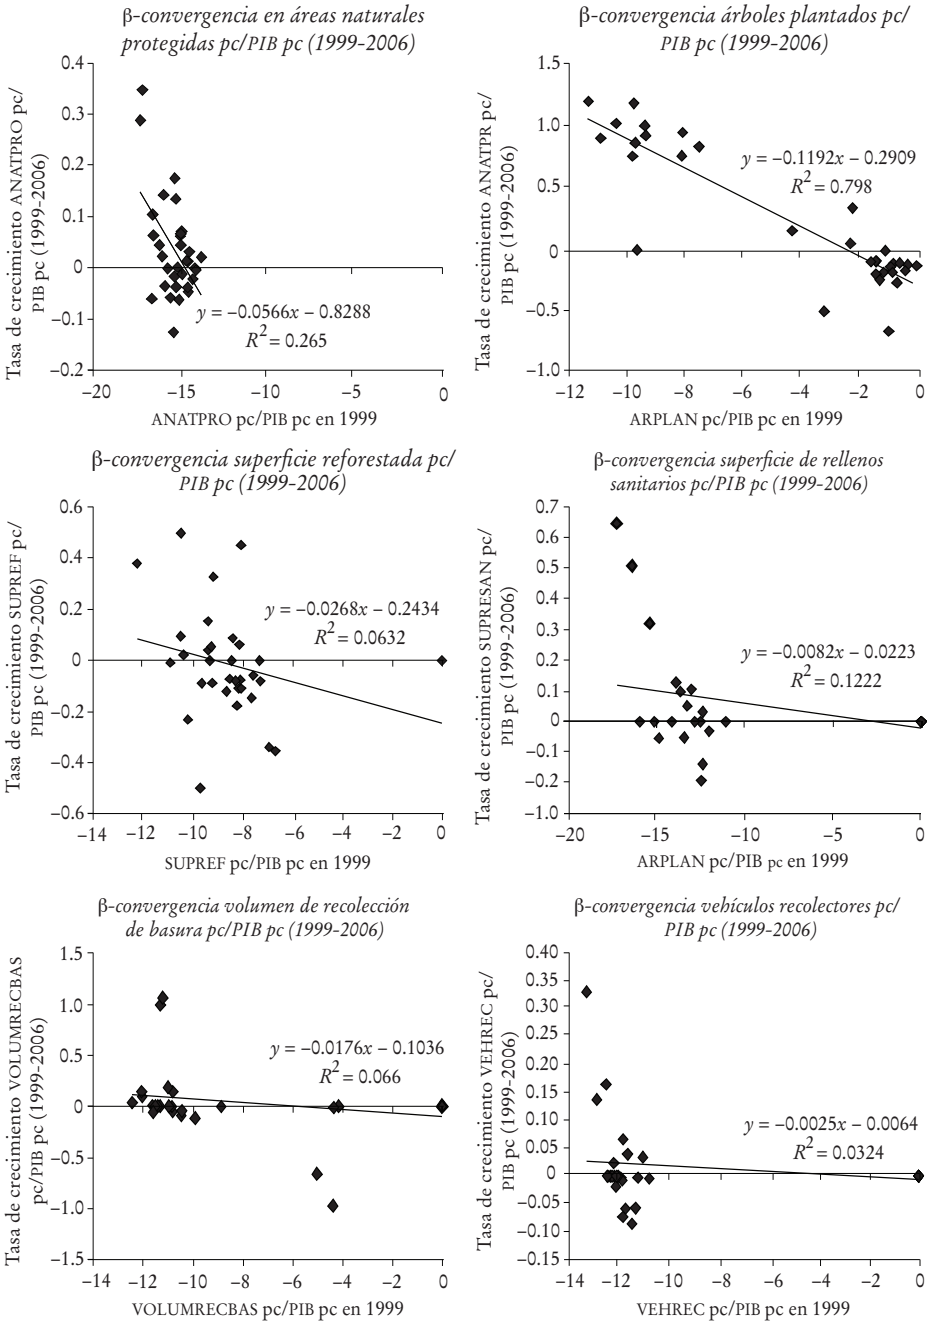 β-convergencia en áreas naturales
protegidas pc/PIB pc (1999-2006)
Tasa de crecimiento ANATPRO pc/
PIB pc (1999-2006)
0.4
0.3
0.2
0.1
0
−0.1
−0.2
y = −0.0566x − 0.8288
R² = 0.265
−20 −15 −10 −5 0
ANATPRO pc/PIB pc en 1999
β-convergencia árboles plantados pc/
PIB pc (1999-2006)
Tasa de crecimiento ANATPR pc/
PIB pc (1999-2006)
1.5
1.0
0.5
0
−0.5
−1.0
y = −0.1192x − 0.2909
R² = 0.798
−12 −10 −8 −6 −4 −2 0
ARPLAN pc/PIB pc en 1999
β-convergencia superficie reforestada pc/
PIB pc (1999-2006)
Tasa de crecimiento SUPREF pc/
PIB pc (1999-2006)
0.6
0.4
0.2
0
−0.2
−0.4
−0.6
y = −0.0268x − 0.2434
R² = 0.0632
−14 −12 −10 −8 −6 −4 −2 0
SUPREF pc/PIB pc en 1999
β-convergencia superficie de rellenos
sanitarios pc/PIB pc (1999-2006)
Tasa de crecimiento SUPRESAN pc/
PIB pc (1999-2006)
0.7
0.6
0.5
0.4
0.3
0.2
0.1
0
−0.1
−0.2
−1.0
y = −0.0082x − 0.0223
R² = 0.1222
−20 −15 −10 −5 0
ARPLAN pc/PIB pc en 1999
β-convergencia volumen de recolección
de basura pc/PIB pc (1999-2006)
Tasa de crecimiento VOLUMRECBAS
pc/PIB pc (1999-2006)
1.5
1.0
0.5
0
−0.5
−1.0
−1.5
y = −0.0176x − 0.1036
R² = 0.066
−14 −12 −10 −8 −6 −4 −2 0
VOLUMRECBAS pc/PIB pc en 1999
β-convergencia vehículos recolectores pc/
PIB pc (1999-2006)
Tasa de crecimiento VEHREC pc/
PIB pc (1999-2006)
0.40
0.35
0.30
0.25
0.20
0.15
0.10
0.05
0
−0.05
−0.10
−0.15
y = −0.0025x − 0.0064
R² = 0.0324
−14 −12 −10 −8 −6 −4 −2 0
VEHREC pc/PIB pc en 1999